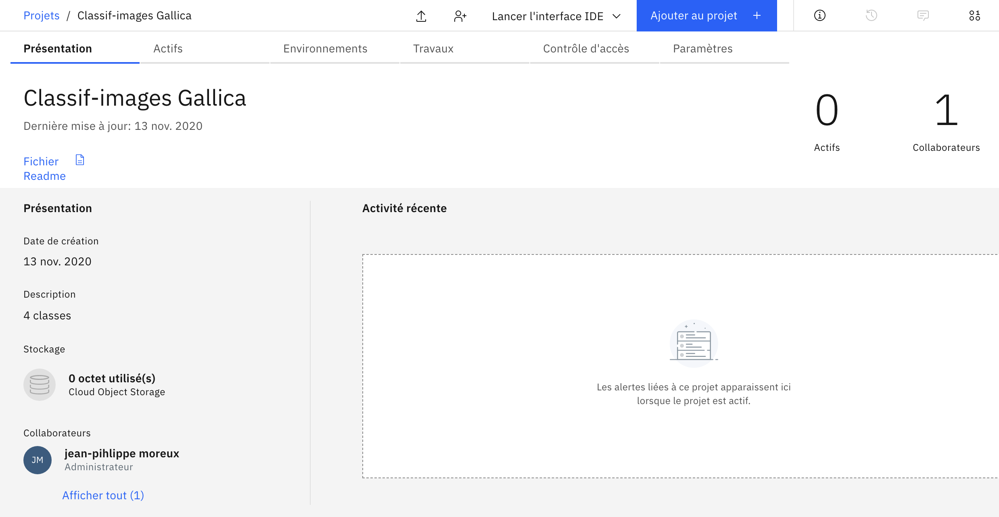 Projets / Classif-images Gallica
Lancer l'interface IDE
Ajouter au projet +
Présentation
Actifs
Environnements
Travaux
Contrôle d'accès
Paramètres
Classif-images Gallica
Dernière mise à jour: 13 nov. 2020
Fichier
Readme
0
Actifs
1
Collaborateurs
Présentation
Date de création
13 nov. 2020
Description
4 classes
Stockage
0 octet utilisé(s)
Cloud Object Storage
Collaborateurs
JM
jean-pihlippe moreux
Administrateur
Afficher tout (1)
Activité récente
Les alertes liées à ce projet apparaissent ici
lorsque le projet est actif.